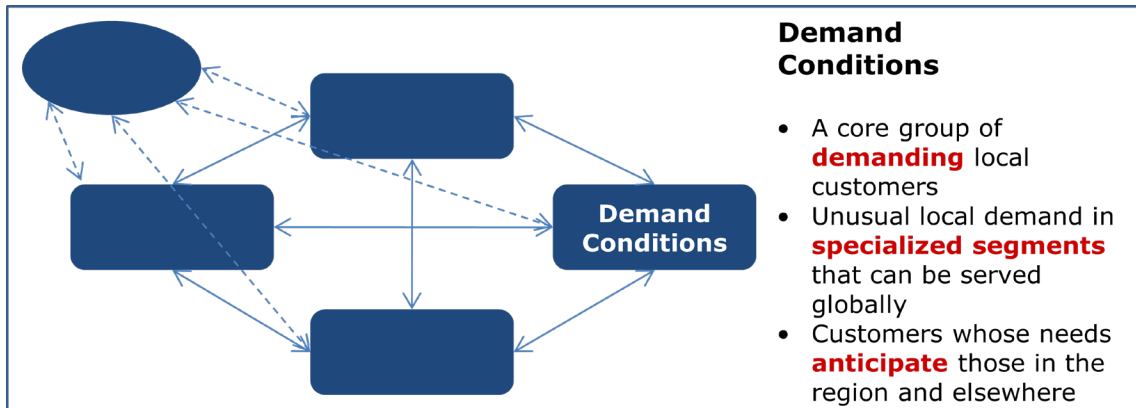 Demand
Conditions
Demand
Conditions
• A core group of
demanding local
customers
• Unusual local demand in
specialized segments
that can be served
globally
• Customers whose needs
anticipate those in the
region and elsewhere